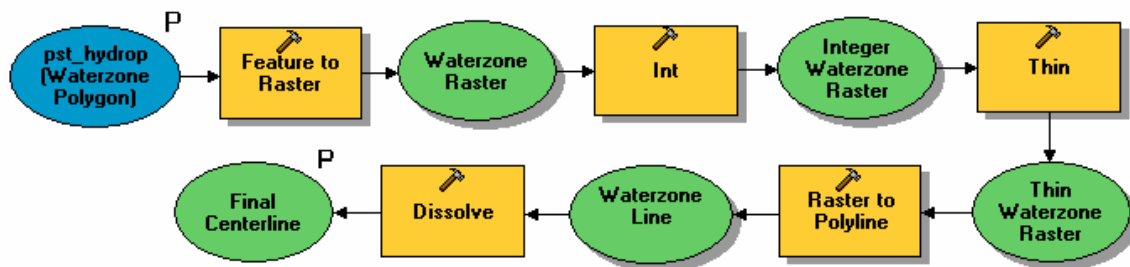 P
pst_hydrop
(Waterzone
Polygon)
Feature to
Raster
Waterzone
Raster
Int
Integer
Waterzone
Raster
Thin
P
Final
Centerline
Dissolve
Waterzone
Line
Raster to
Polyline
Thin
Waterzone
Raster